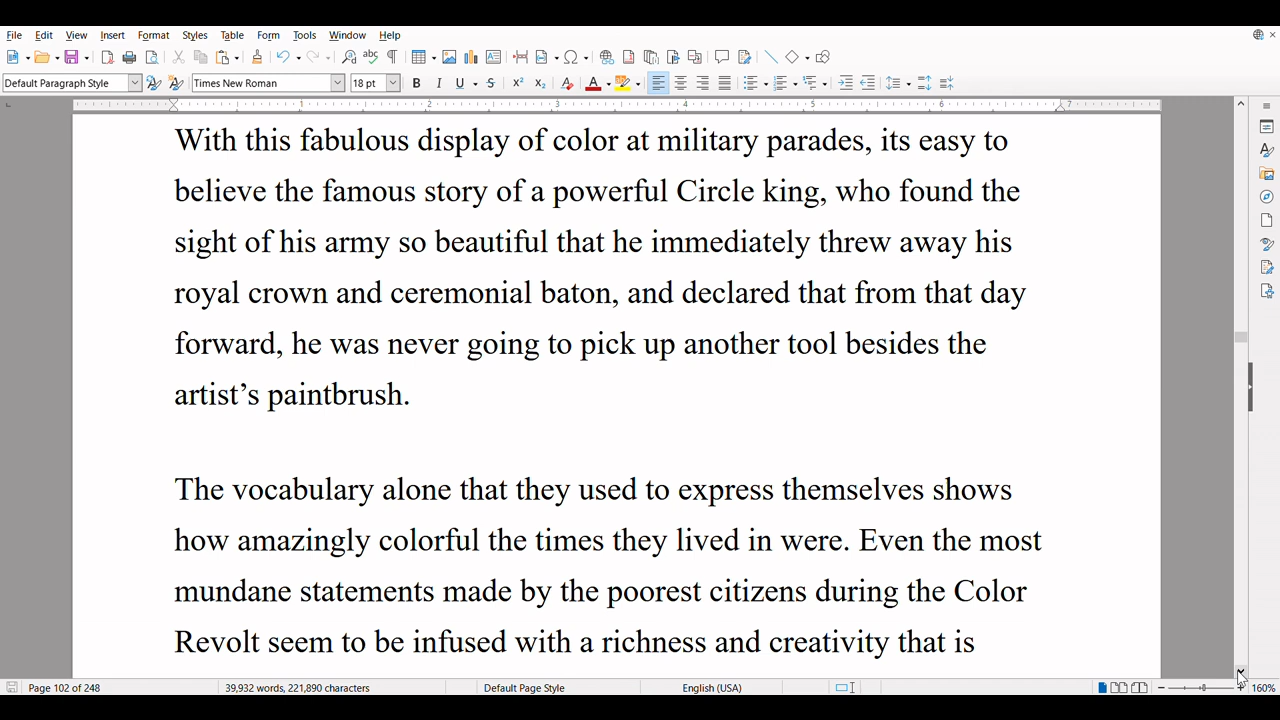 File Edit View Insert Format Styles Table Form Tools Window Help
Default Paragraph Style Times New Roman 18 pt
1 2 3 4 5 6 7
With this fabulous display of color at military parades, its easy to
believe the famous story of a powerful Circle king, who found the
sight of his army so beautiful that he immediately threw away his
royal crown and ceremonial baton, and declared that from that day
forward, he was never going to pick up another tool besides the
artist’s paintbrush.
The vocabulary alone that they used to express themselves shows
how amazingly colorful the times they lived in were. Even the most
mundane statements made by the poorest citizens during the Color
Revolt seem to be infused with a richness and creativity that is
Page 102 of 248 39,932 words, 221,890 characters Default Page Style English (USA) 160%